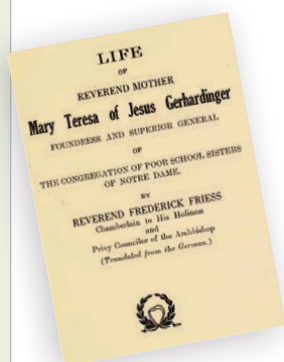 LIFE
OF
REVEREND MOTHER
Mary Teresa of Jesus Gerhardinger
FOUNDRESS AND SUPERIOR GENERAL
OF
THE CONGREGATION OF POOR SCHOOL SISTERS
OF NOTRE DAME.
BY
REVEREND FREDERICK FRIESS
Chamberlain to His Holiness
and
Privy Councilor of the Archbishop
(Translated from the German.)